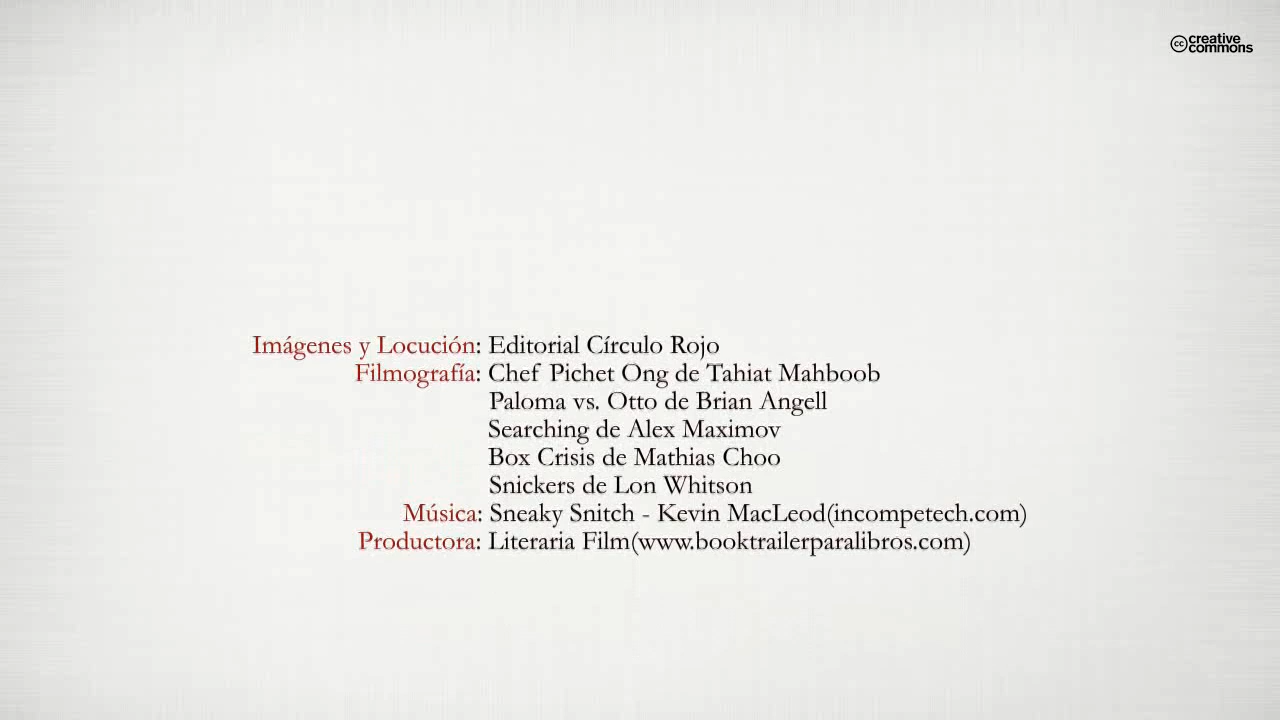 creative
commons
Imágenes y Locución: Editorial Círculo Rojo
Filmografía: Chef Pichet Ong de Tahiat Mahboob
Paloma vs. Otto de Brian Angell
Searching de Alex Maximov
Box Crisis de Mathias Choo
Snickers de Lon Whitson
Música: Sneaky Snitch - Kevin MacLeod(incompetech.com)
Productora: Literaria Film(www.booktrailerparalibros.com)